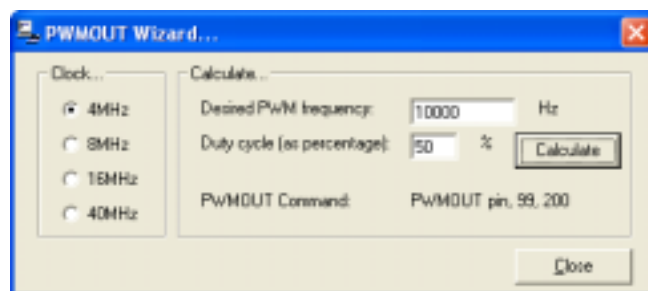 PWMOUT Wizard...
Clock...
4MHz
8MHz
16MHz
40MHz
Calculate...
Desired PWM frequency: 10000 Hz
Duty cycle (as percentage): 50 % Calculate
PWMOUT Command: PWMOUT pin, 99, 200
Close